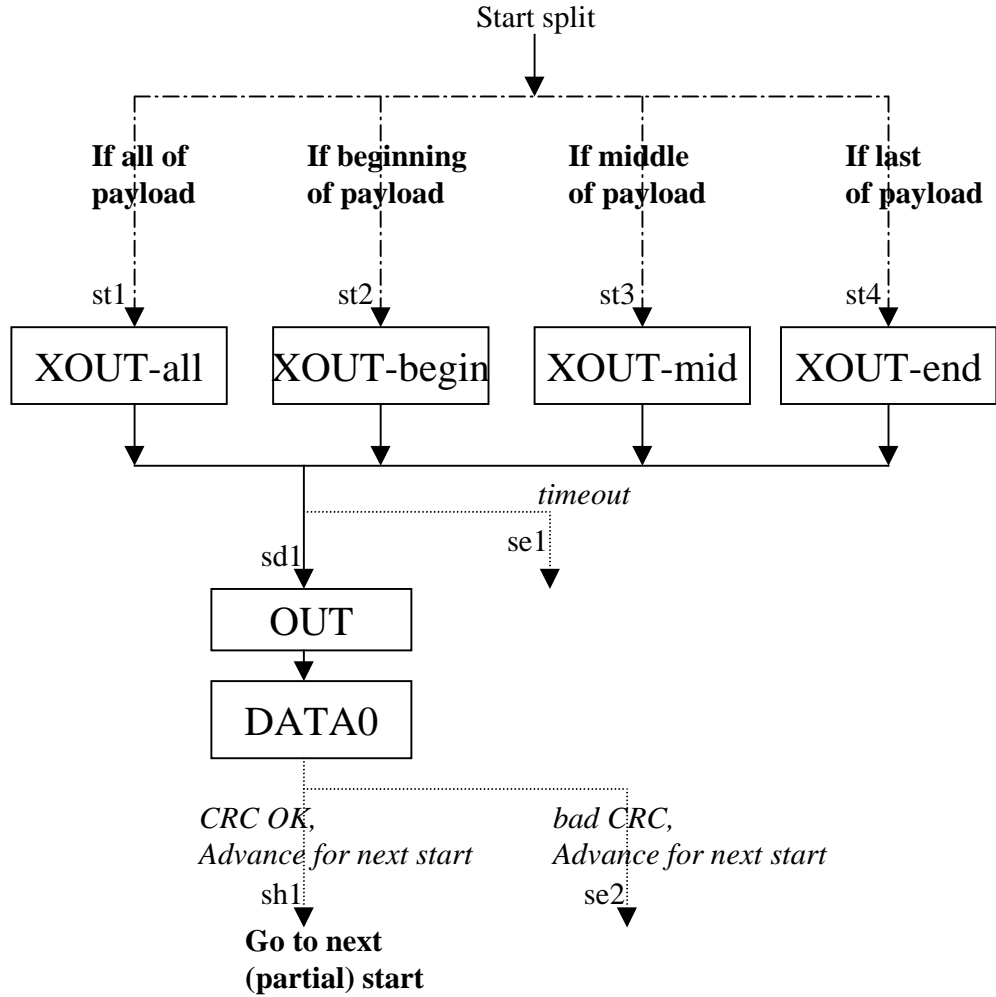 Start split
If all of
payload
If beginning
of payload
If middle
of payload
If last
of payload
st1
st2
st3
st4
XOUT-all
XOUT-begin
XOUT-mid
XOUT-end
timeout
sd1
se1
OUT
DATA0
CRC OK,
Advance for next start
bad CRC,
Advance for next start
sh1
se2
Go to next
(partial) start